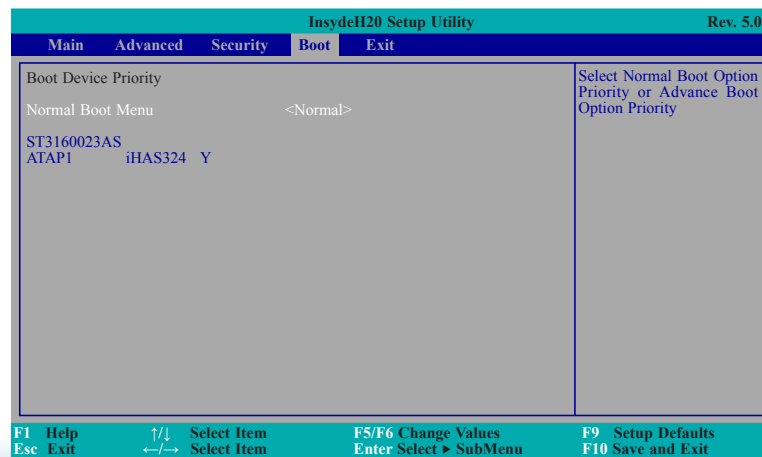 InsydeH20 Setup Utility Rev. 5.0
Main Advanced Security Boot Exit
Boot Device Priority
Normal Boot Menu <Normal>
ST3160023AS
ATAP1 iHAS324 Y
Select Normal Boot Option
Priority or Advance Boot
Option Priority
F1 Help ↑/↓ Select Item F5/F6 Change Values F9 Setup Defaults
Esc Exit ←/→ Select Item Enter Select ▶ SubMenu F10 Save and Exit